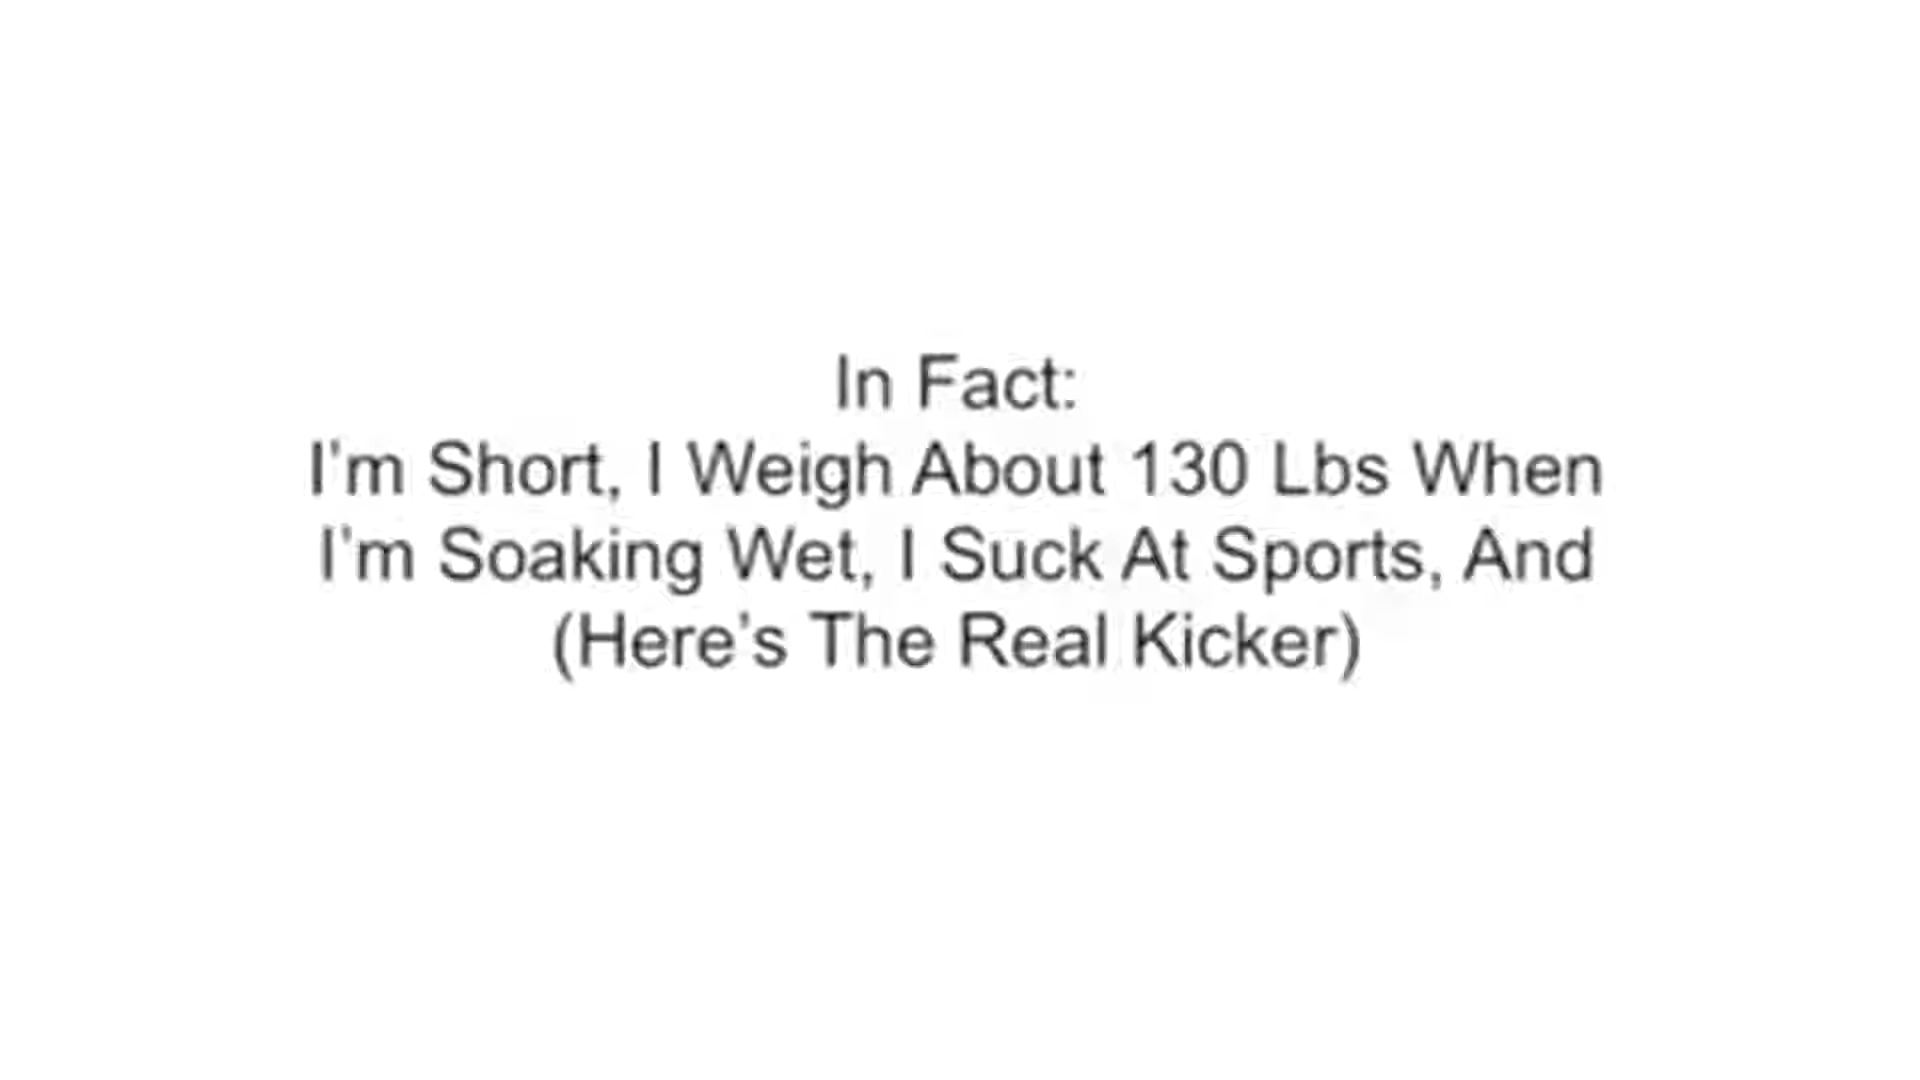 In Fact:
I'm Short, I Weigh About 130 Lbs When
I'm Soaking Wet, I Suck At Sports, And
(Here's The Real Kicker)